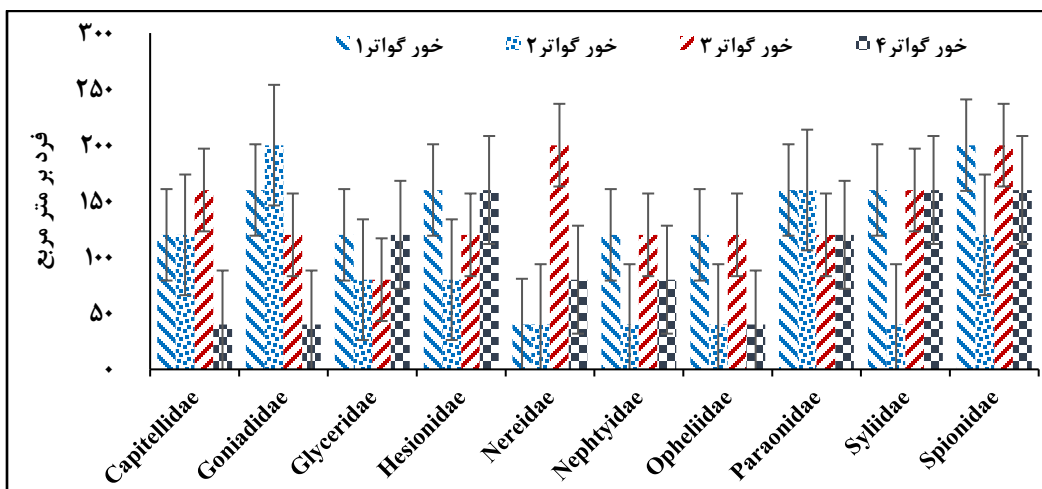 خور گواتر۱
خور گواتر۲
خور گواتر۳
خور گواتر۴
فرد بر متر مربع
۳۰۰
۲۵۰
۲۰۰
۱۵۰
۱۰۰
۵۰
۰
Capitellidae
Goniadidae
Glyceridae
Hesionidae
Nereidae
Nephtyidae
Opheliidae
Paraonidae
Syliidae
Spionidae